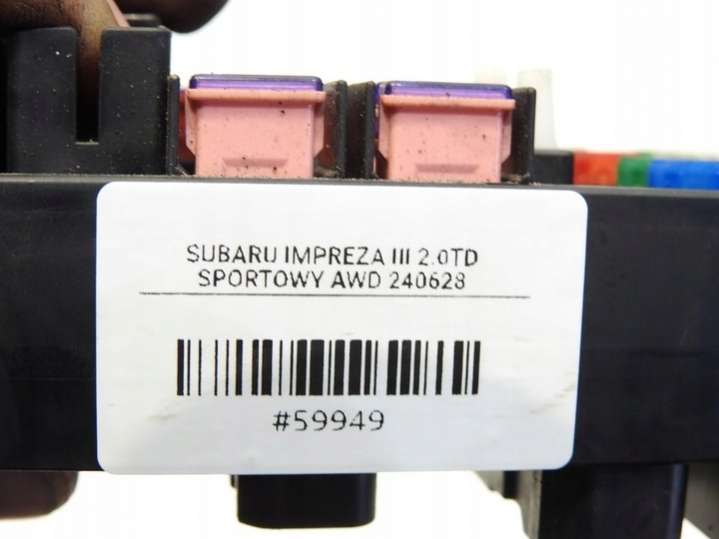 SUBARU IMPREZA III 2.0TD
SPORTOWY AWD 240628
#59949